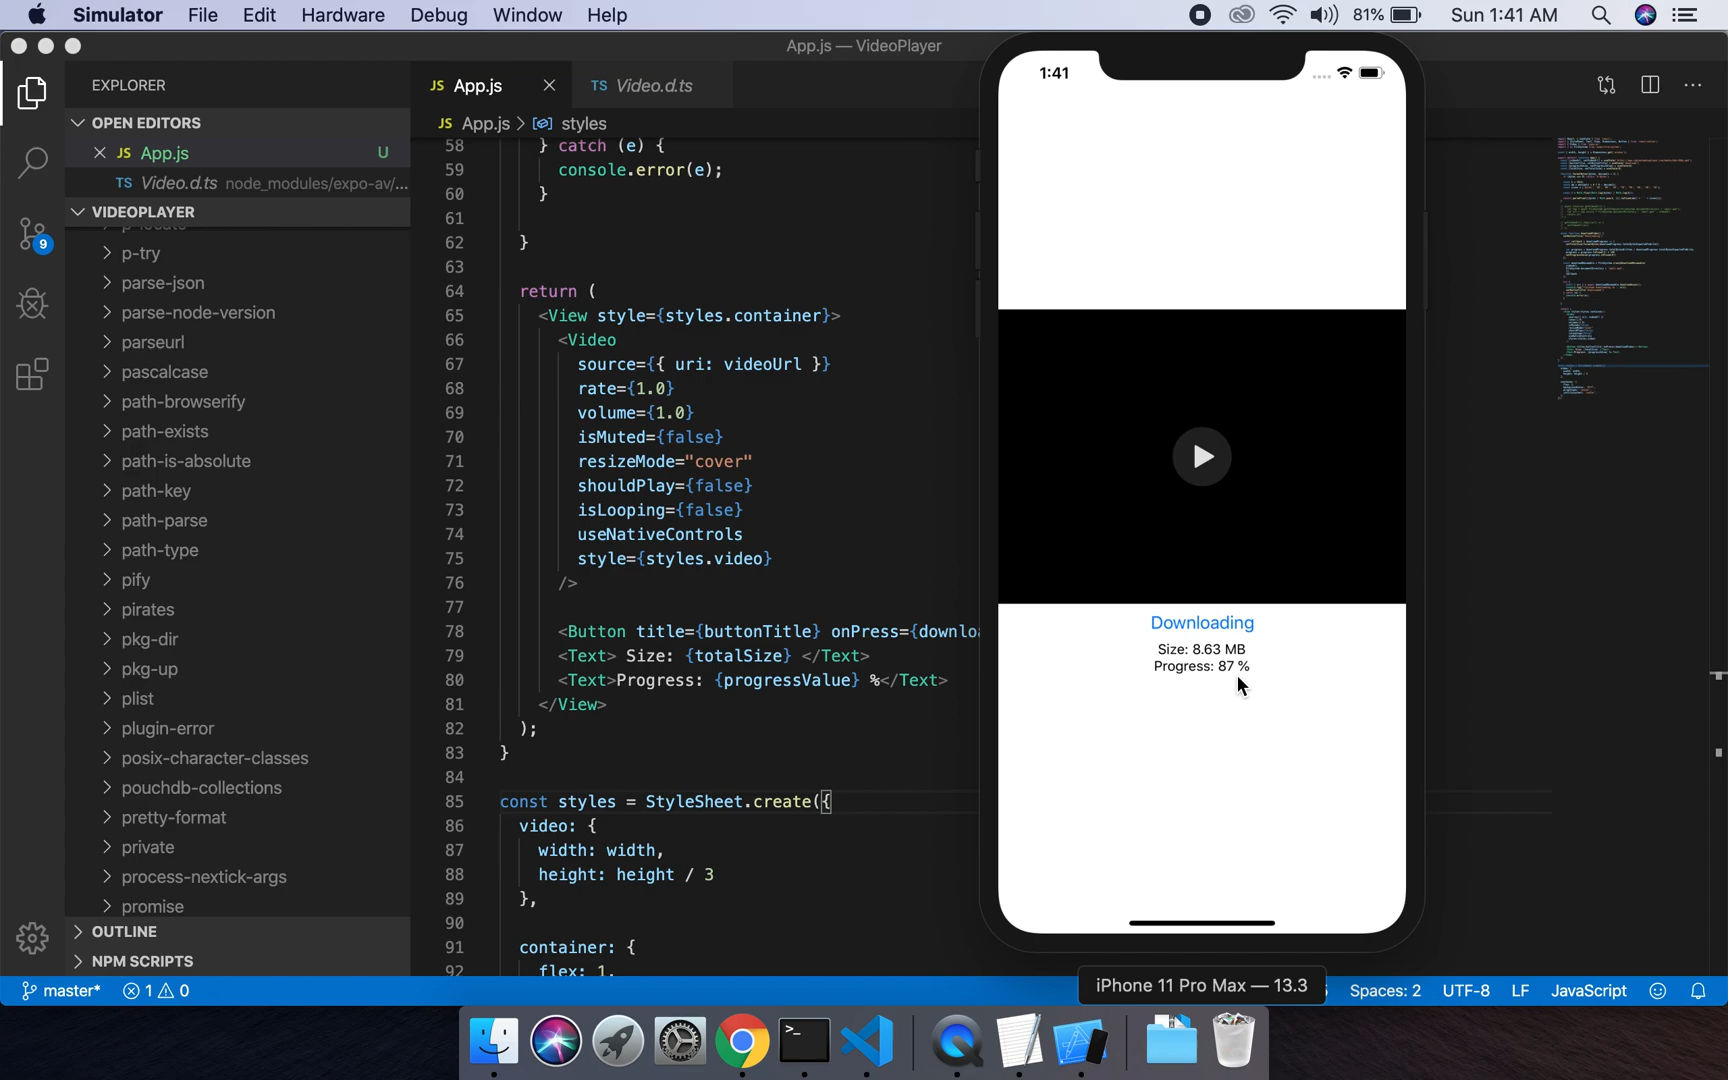 Simulator File Edit Hardware Debug Window Help 81% Sun 1:41 AM
App.js — VideoPlayer
EXPLORER
OPEN EDITORS
JS App.js U
TS Video.d.ts node_modules/expo-av/...
VIDEOPLAYER
p-try
parse-json
parse-node-version
parseurl
pascalcase
path-browserify
path-exists
path-is-absolute
path-key
path-parse
path-type
pify
pirates
pkg-dir
pkg-up
plist
plugin-error
posix-character-classes
pouchdb-collections
pretty-format
private
process-nextick-args
promise
OUTLINE
NPM SCRIPTS
9
JS App.js TS Video.d.ts
JS App.js > styles
58 } catch (e) {
59 console.error(e);
60 }
61
62 }
63
64 return (
65 <View style={styles.container}>
66 <Video
67 source={{ uri: videoUrl }}
68 rate={1.0}
69 volume={1.0}
70 isMuted={false}
71 resizeMode="cover"
72 shouldPlay={false}
73 isLooping={false}
74 useNativeControls
75 style={styles.video}
76 />
77
78 <Button title={buttonTitle} onPress={downlo
79 <Text> Size: {totalSize} </Text>
80 <Text>Progress: {progressValue} %</Text>
81 </View>
82 );
83 }
84
85 const styles = StyleSheet.create({
86 video: {
87 width: width,
88 height: height / 3
89 },
90
91 container: {
92 flex: 1,
1:41
Downloading
Size: 8.63 MB
Progress: 87 %
iPhone 11 Pro Max — 13.3
master* 1 0 Spaces: 2 UTF-8 LF JavaScript